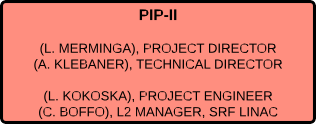 PIP-II
(L. MERMINGA), PROJECT DIRECTOR
(A. KLEBANER), TECHNICAL DIRECTOR
(L. KOKOSKA), PROJECT ENGINEER
(C. BOFFO), L2 MANAGER, SRF LINAC